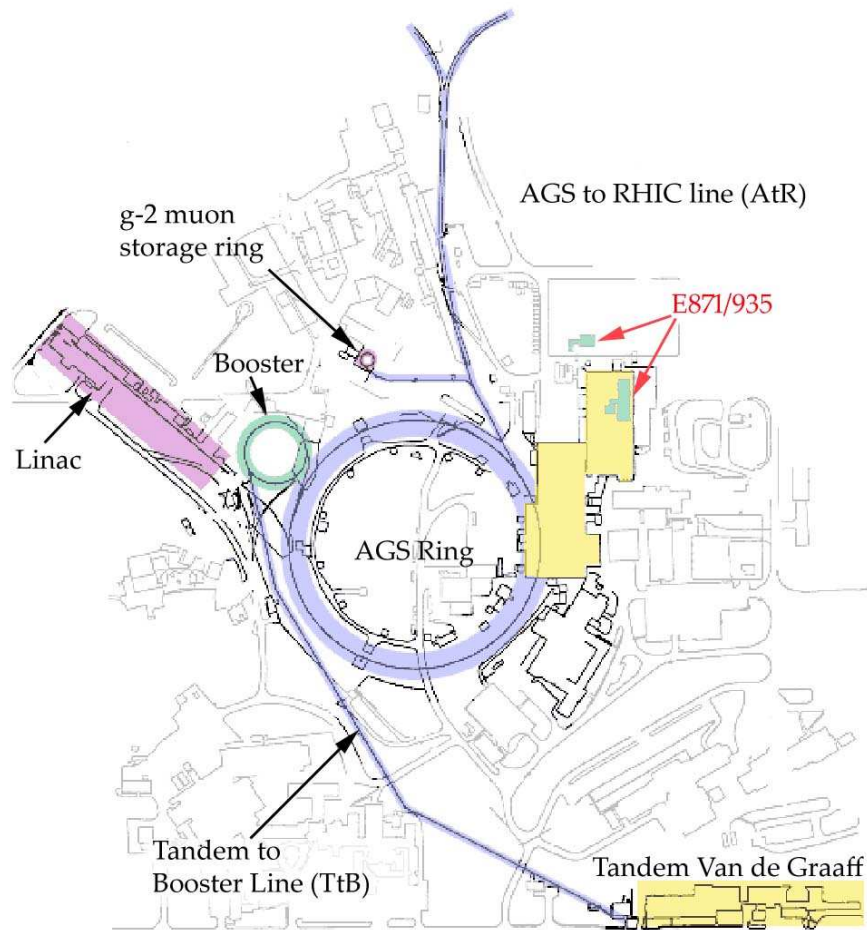 AGS to RHIC line (AtR)
g-2 muon
storage ring
E871/935
Booster
Linac
AGS Ring
Tandem to
Booster Line (TtB)
Tandem Van de Graaff